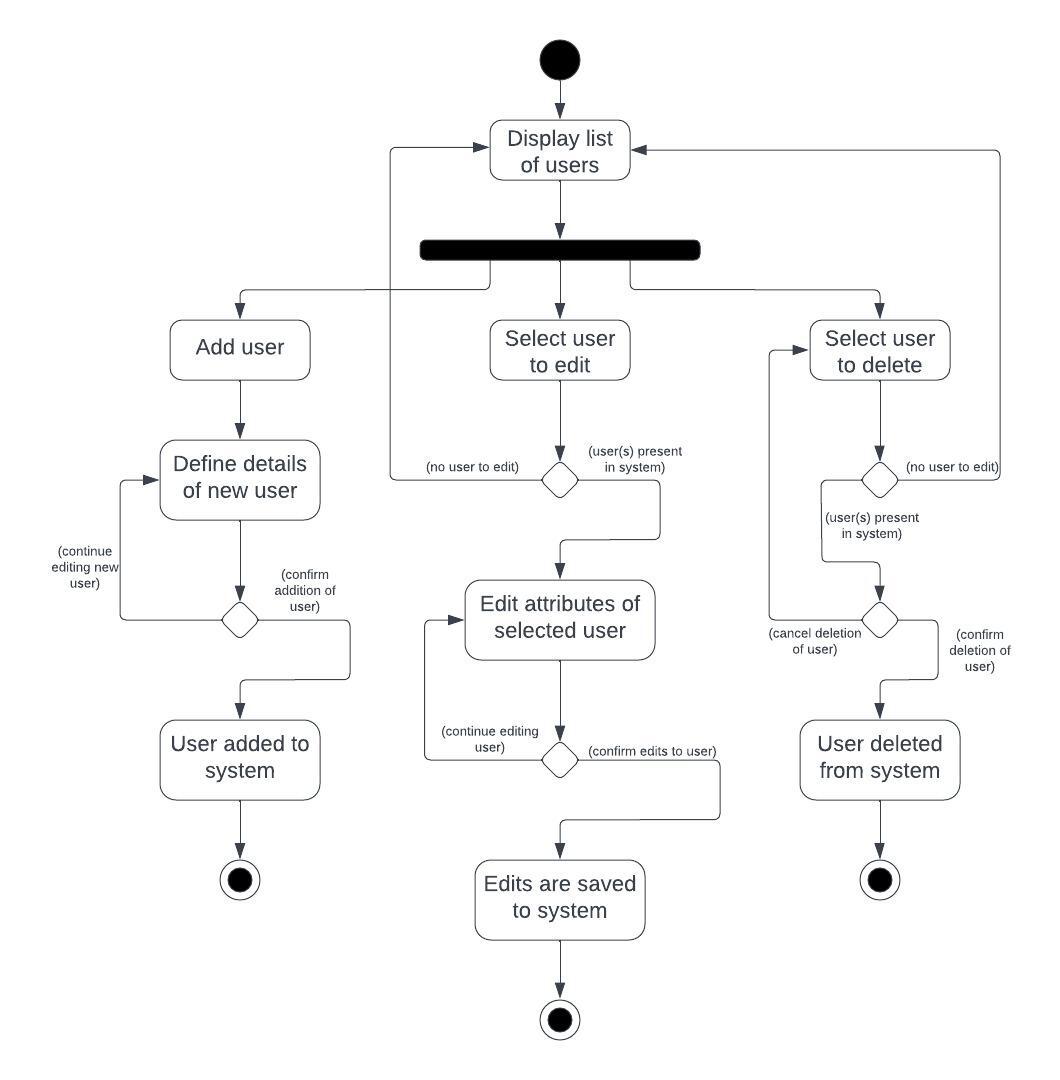 Display list
of users
Add user
Select user
to edit
Select user
to delete
Define details
of new user
(no user to edit)
(user(s) present
in system)
(no user to edit)
(user(s) present
in system)
(continue
editing new
user)
(confirm
addition of
user)
Edit attributes of
selected user
(cancel deletion
of user)
(confirm
deletion of
user)
User added to
system
(continue editing
user)
(confirm edits to user)
User deleted
from system
Edits are saved
to system